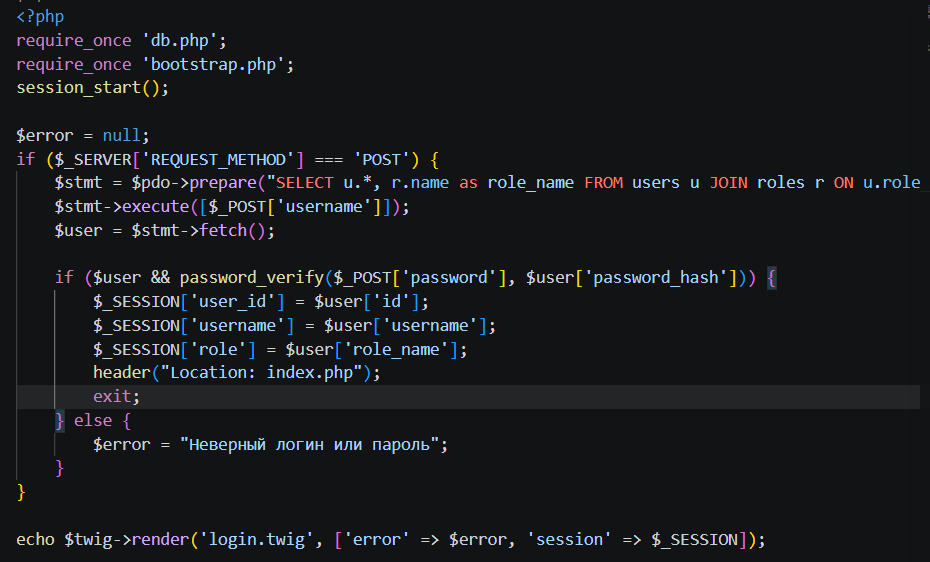 <?php
require_once 'db.php';
require_once 'bootstrap.php';
session_start();
$error = null;
if ($_SERVER['REQUEST_METHOD'] === 'POST') {
    $stmt = $pdo->prepare("SELECT u.*, r.name as role_name FROM users u JOIN roles r ON u.role
    $stmt->execute([$_POST['username']]);
    $user = $stmt->fetch();
    if ($user && password_verify($_POST['password'], $user['password_hash'])) {
        $_SESSION['user_id'] = $user['id'];
        $_SESSION['username'] = $user['username'];
        $_SESSION['role'] = $user['role_name'];
        header("Location: index.php");
        exit;
    } else {
        $error = "Неверный логин или пароль";
    }
}
echo $twig->render('login.twig', ['error' => $error, 'session' => $_SESSION]);